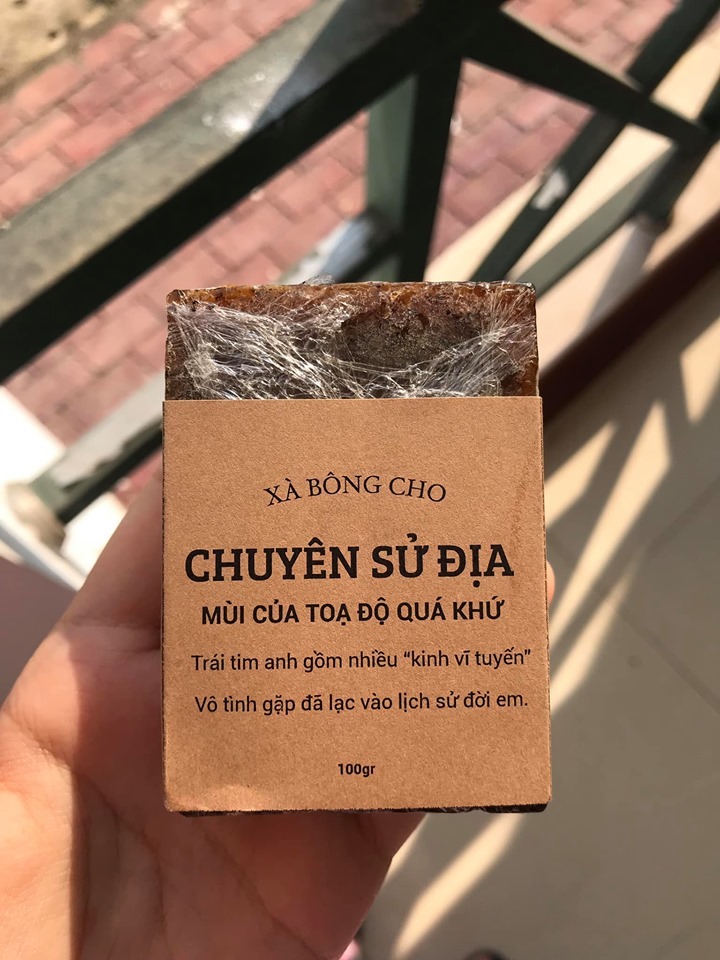 XÀ BÔNG CHO
CHUYÊN SỬ ĐỊA
MÙI CỦA TOẠ ĐỘ QUÁ KHỨ
Trái tim anh gồm nhiều “kinh vĩ tuyến”
Vô tình gặp đã lạc vào lịch sử đời em.
100gr